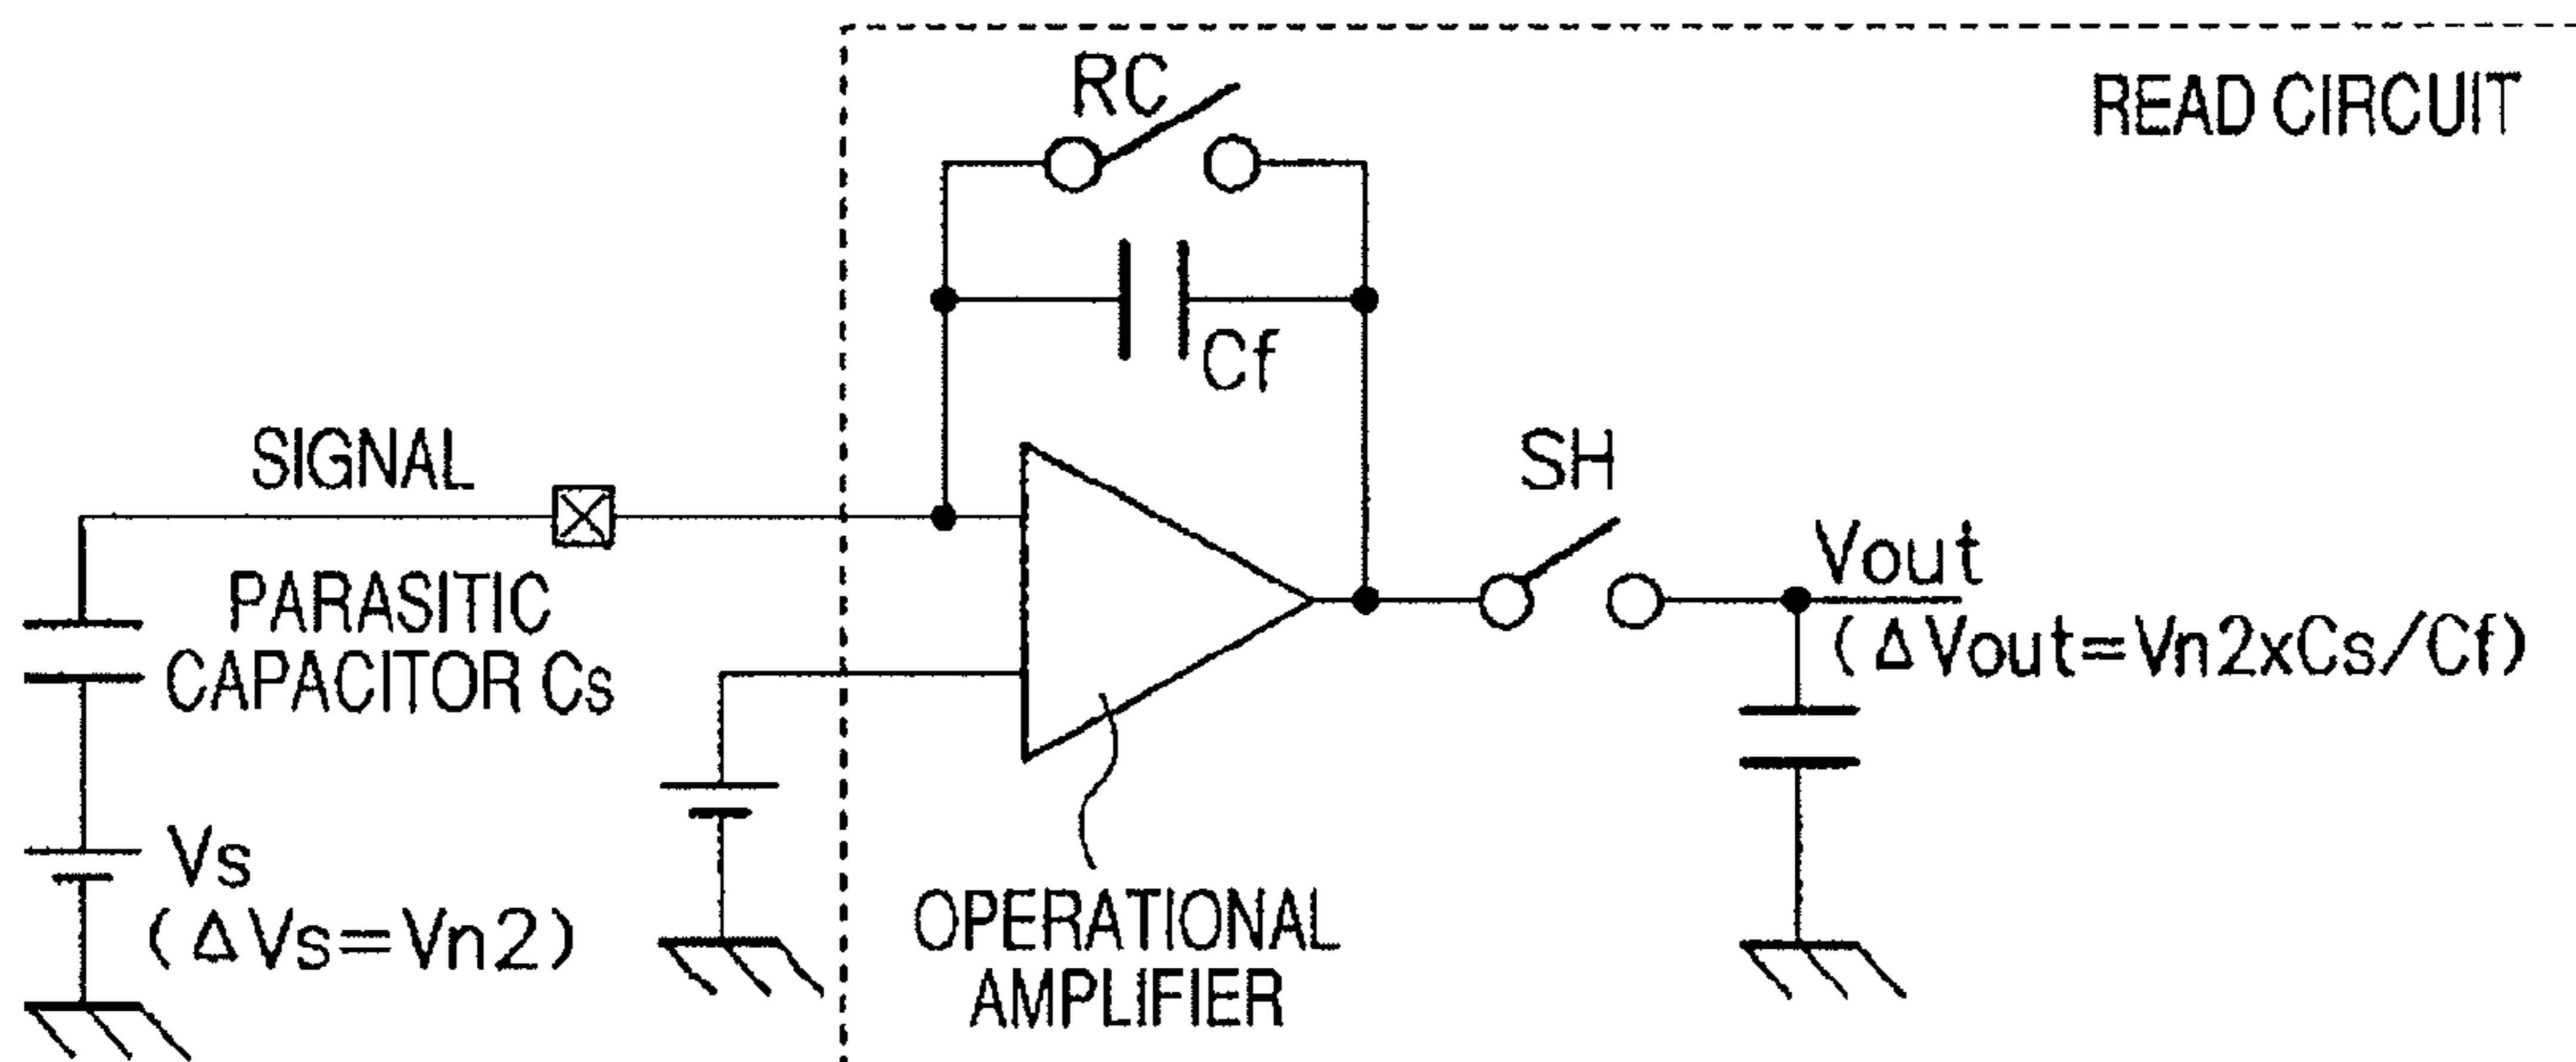 RC
READ CIRCUIT
Cf
SIGNAL
SH
PARASITIC
CAPACITOR Cs
Vout
(ΔVout=Vn2xCs/Cf)
Vs
(ΔVs=Vn2)
OPERATIONAL
AMPLIFIER